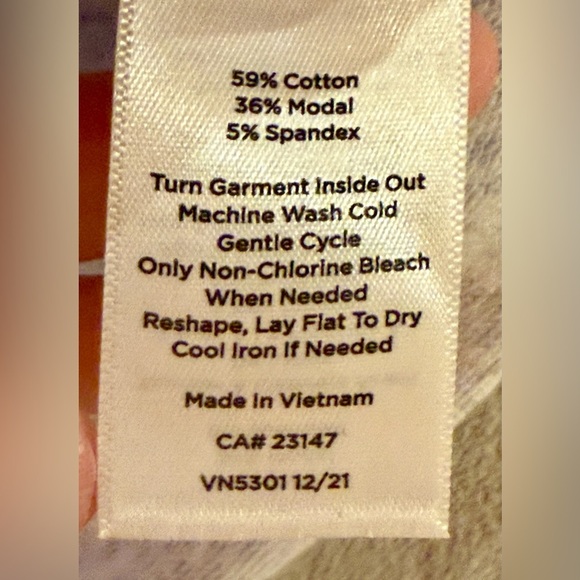 59% Cotton
36% Modal
5% Spandex
Turn Garment Inside Out
Machine Wash Cold
Gentle Cycle
Only Non-Chlorine Bleach
When Needed
Reshape, Lay Flat To Dry
Cool Iron If Needed
Made In Vietnam
CA# 23147
VN5301 12/21